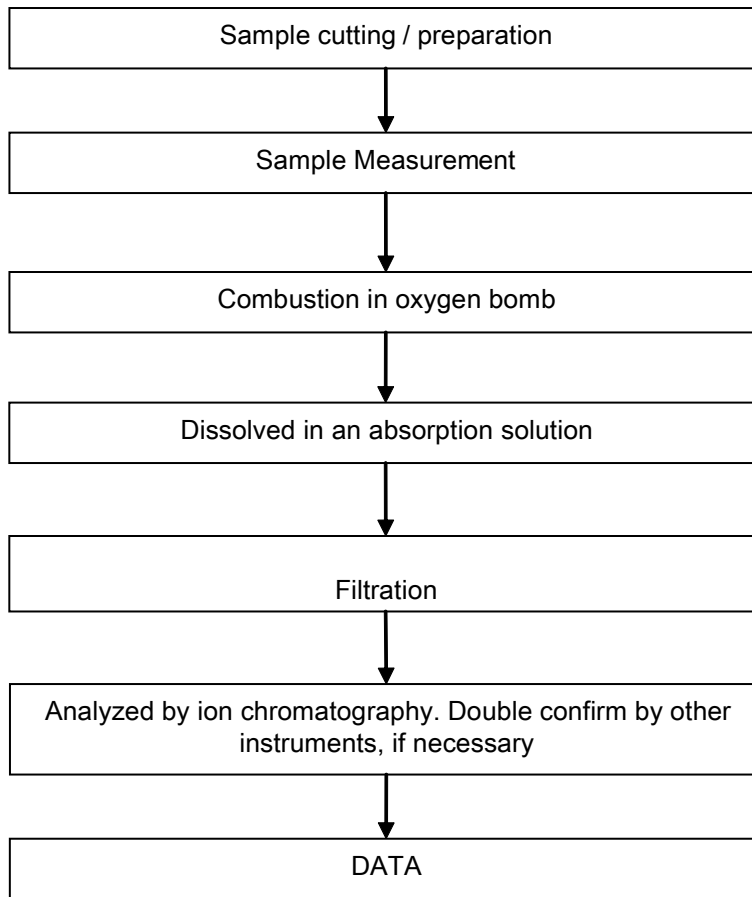 Sample cutting / preparation
Sample Measurement
Combustion in oxygen bomb
Dissolved in an absorption solution
Filtration
Analyzed by ion chromatography. Double confirm by other
instruments, if necessary
DATA